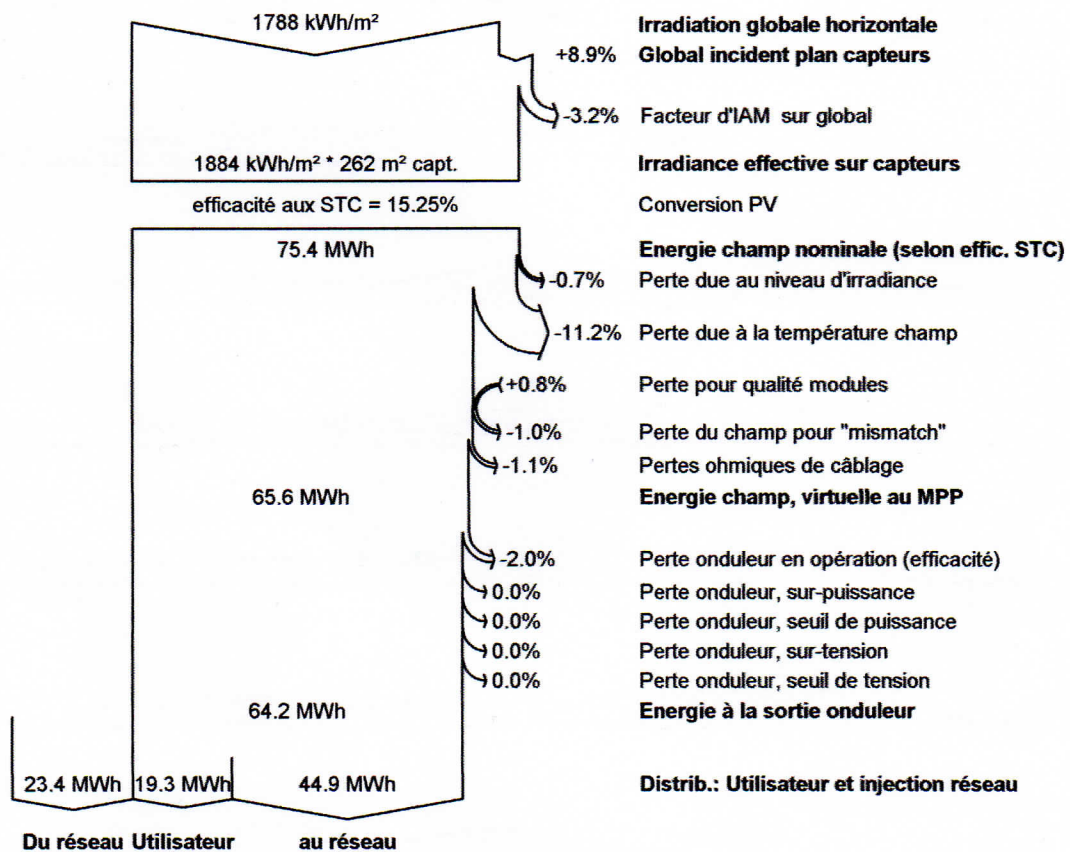 1788 kWh/m² Irradiation globale horizontale
+8.9% Global incident plan capteurs
-3.2% Facteur d'IAM sur global
1884 kWh/m² * 262 m² capt. Irradiance effective sur capteurs
efficacité aux STC = 15.25% Conversion PV
75.4 MWh Energie champ nominale (selon effic. STC)
-0.7% Perte due au niveau d'irradiance
-11.2% Perte due à la température champ
+0.8% Perte pour qualité modules
-1.0% Perte du champ pour "mismatch"
-1.1% Pertes ohmiques de câblage
65.6 MWh Energie champ, virtuelle au MPP
-2.0% Perte onduleur en opération (efficacité)
0.0% Perte onduleur, sur-puissance
0.0% Perte onduleur, seuil de puissance
0.0% Perte onduleur, sur-tension
0.0% Perte onduleur, seuil de tension
64.2 MWh Energie à la sortie onduleur
23.4 MWh 19.3 MWh 44.9 MWh Distrib.: Utilisateur et injection réseau
Du réseau Utilisateur au réseau